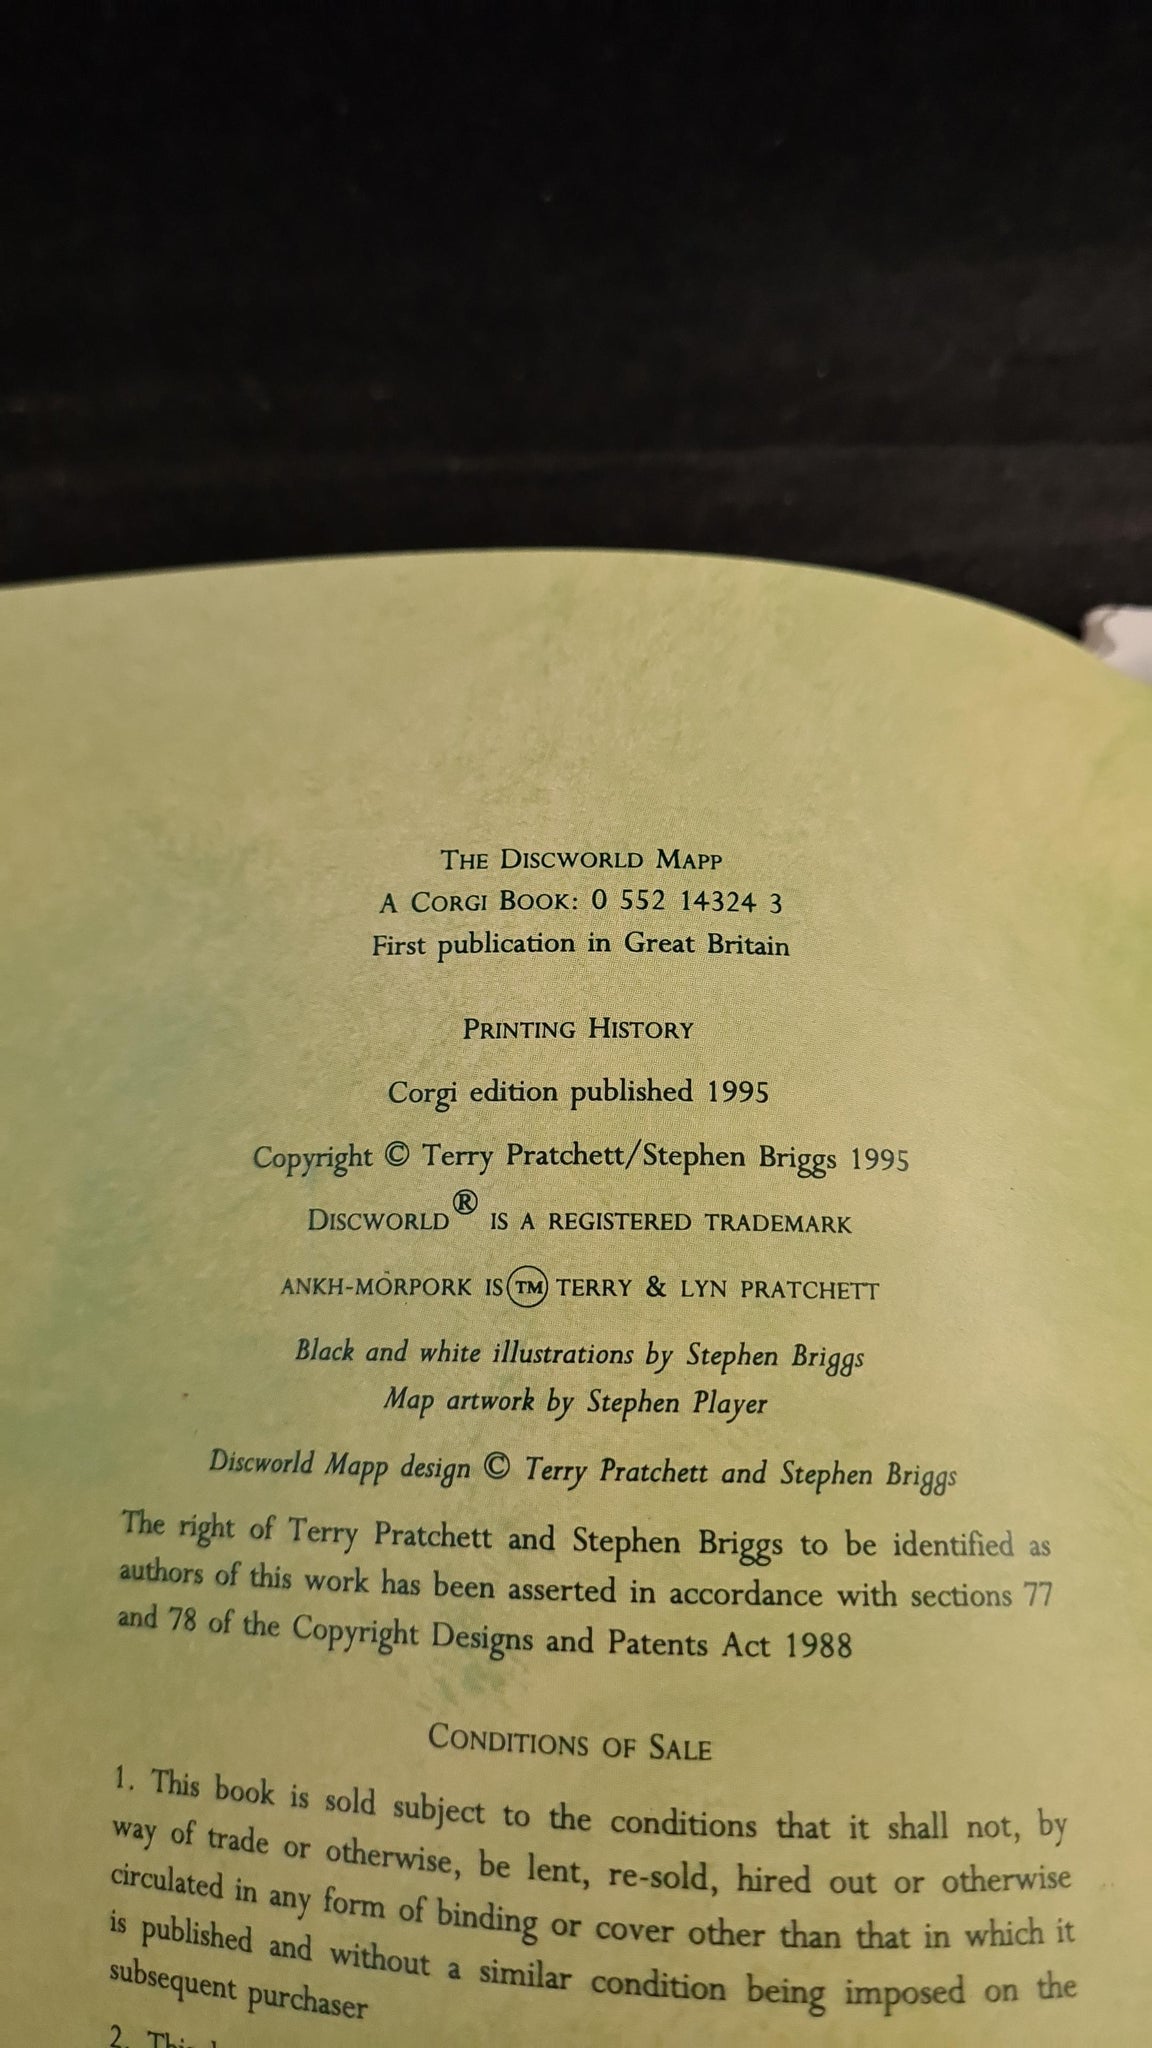 THE DISCWORLD MAPP
A CORGI BOOK: 0 552 14324 3
First publication in Great Britain
PRINTING HISTORY
Corgi edition published 1995
Copyright © Terry Pratchett/Stephen Briggs 1995
DISCWORLD® IS A REGISTERED TRADEMARK
ANKH-MORPORK IS ™ TERRY & LYN PRATCHETT
Black and white illustrations by Stephen Briggs
Map artwork by Stephen Player
Discworld Mapp design © Terry Pratchett and Stephen Briggs
The right of Terry Pratchett and Stephen Briggs to be identified as
authors of this work has been asserted in accordance with sections 77
and 78 of the Copyright Designs and Patents Act 1988
CONDITIONS OF SALE
1. This book is sold subject to the conditions that it shall not, by
way of trade or otherwise, be lent, re-sold, hired out or otherwise
circulated in any form of binding or cover other than that in which it
is published and without a similar condition being imposed on the
subsequent purchaser
2. This